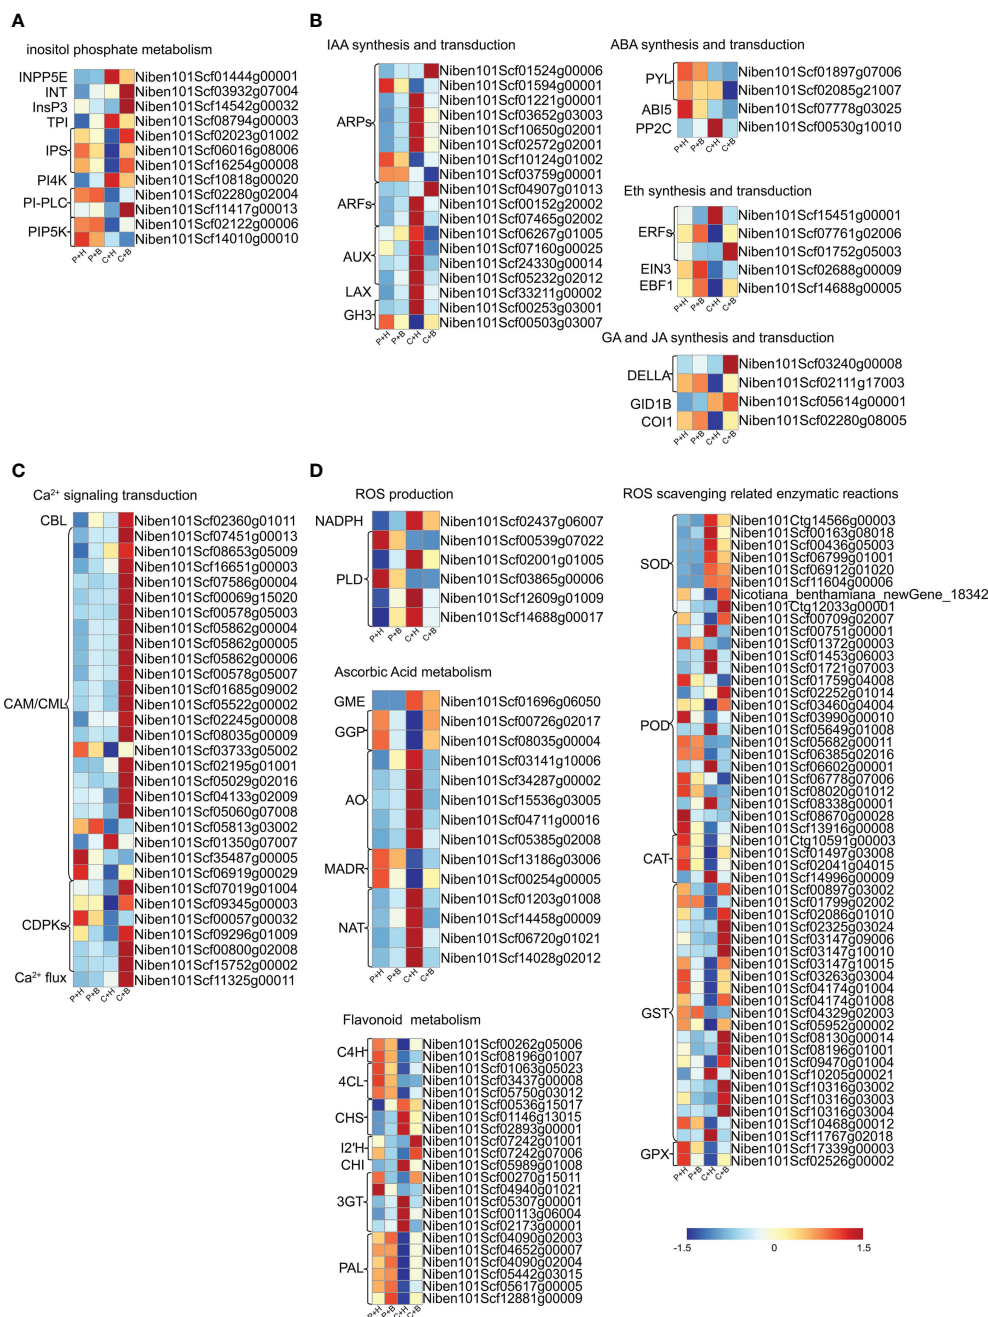 A
inositol phosphate metabolism
INPP5E Niben101Scf01444g00001
INT Niben101Scf03932g07004
InsP3 Niben101Scf14542g00032
TPI Niben101Scf08794g00003
Niben101Scf02023g01002
IPS Niben101Scf06016g08006
Niben101Scf16254g00008
PI4K Niben101Scf10818g00020
PI-PLC Niben101Scf02280g02004
Niben101Scf11417g00013
PIP5K Niben101Scf02122g00006
Niben101Scf14010g00010
P+H P+B C+H C+B
B
IAA synthesis and transduction
Niben101Scf01524g00006
Niben101Scf01594g00001
Niben101Scf01221g00001
ARPs Niben101Scf03652g03003
Niben101Scf10650g02001
Niben101Scf02572g02001
Niben101Scf10124g01002
Niben101Scf03759g00001
Niben101Scf04907g01013
ARFs Niben101Scf00152g20002
Niben101Scf07465g02002
Niben101Scf06267g01005
AUX Niben101Scf07160g00025
Niben101Scf24330g00014
Niben101Scf05232g02012
LAX Niben101Scf33211g00002
GH3 Niben101Scf00253g03001
Niben101Scf00503g03007
P+H P+B C+H C+B
ABA synthesis and transduction
PYL Niben101Scf01897g07006
Niben101Scf02085g21007
ABI5 Niben101Scf07778g03025
PP2C Niben101Scf00530g10010
P+H P+B C+H C+B
Eth synthesis and transduction
Niben101Scf15451g00001
ERFs Niben101Scf07761g02006
Niben101Scf01752g05003
EIN3 Niben101Scf02688g00009
EBF1 Niben101Scf14688g00005
P+H P+B C+H C+B
GA and JA synthesis and transduction
DELLA Niben101Scf03240g00008
Niben101Scf02111g17003
GID1B Niben101Scf05614g00001
COI1 Niben101Scf02280g08005
P+H P+B C+H C+B
C
Ca²⁺ signaling transduction
CBL Niben101Scf02360g01011
Niben101Scf07451g00013
Niben101Scf08653g05009
Niben101Scf16651g00003
Niben101Scf07586g00004
Niben101Scf00069g15020
Niben101Scf00578g05003
Niben101Scf05862g00004
Niben101Scf05862g00005
Niben101Scf05862g00006
Niben101Scf00578g05007
Niben101Scf01685g09002
CAM/CML Niben101Scf05522g00002
Niben101Scf02245g00008
Niben101Scf08035g00009
Niben101Scf03733g05002
Niben101Scf02195g01001
Niben101Scf05029g02016
Niben101Scf04133g02009
Niben101Scf05060g07008
Niben101Scf05813g03002
Niben101Scf01350g07007
Niben101Scf35487g00005
Niben101Scf06919g00029
Niben101Scf07019g01004
Niben101Scf09345g00003
CDPKs Niben101Scf00057g00032
Niben101Scf09296g01009
Niben101Scf00800g02008
Niben101Scf15752g00002
Ca²⁺ flux Niben101Scf11325g00011
P+H P+B C+H C+B
D
ROS production
NADPH Niben101Scf02437g06007
Niben101Scf00539g07022
Niben101Scf02001g01005
PLD Niben101Scf03865g00006
Niben101Scf12609g01009
Niben101Scf14688g00017
P+H P+B C+H C+B
Ascorbic Acid metabolism
GME Niben101Scf01696g06050
GGP Niben101Scf00726g02017
Niben101Scf08035g00004
Niben101Scf03141g10006
Niben101Scf34287g00002
AO Niben101Scf15536g03005
Niben101Scf04711g00016
Niben101Scf05385g02008
MADR Niben101Scf13186g03006
Niben101Scf00254g00005
Niben101Scf01203g01008
NAT Niben101Scf14458g00009
Niben101Scf06720g01021
Niben101Scf14028g02012
P+H P+B C+H C+B
Flavonoid metabolism
C4H Niben101Scf00262g05006
Niben101Scf08196g01007
Niben101Scf01063g05023
4CL Niben101Scf03437g00008
Niben101Scf05750g03012
Niben101Scf00536g15017
CHS Niben101Scf01146g13015
Niben101Scf02893g00001
I2'H Niben101Scf07242g01001
Niben101Scf07242g07006
CHI Niben101Scf05989g01008
Niben101Scf00270g15011
Niben101Scf04940g01021
3GT Niben101Scf05307g00001
Niben101Scf00113g06004
Niben101Scf02173g00001
Niben101Scf04090g02003
Niben101Scf04652g00007
PAL Niben101Scf04090g02004
Niben101Scf05442g03015
Niben101Scf05617g00005
Niben101Scf12881g00009
P+H P+B C+H C+B
ROS scavenging related enzymatic reactions
Niben101Ctg14566g00003
Niben101Scf00163g08018
Niben101Scf00436g05003
SOD Niben101Scf06799g01001
Niben101Scf06912g01020
Niben101Scf11604g00006
Nicotiana_benthamiana_newGene_18342
Niben101Ctg12033g00001
Niben101Scf00709g02007
Niben101Scf00751g00001
Niben101Scf01372g00003
Niben101Scf01453g06003
Niben101Scf01721g07003
Niben101Scf01759g04008
Niben101Scf02252g01014
Niben101Scf03460g04004
Niben101Scf03990g00010
POD Niben101Scf05649g01008
Niben101Scf05682g00011
Niben101Scf06385g02016
Niben101Scf06602g00001
Niben101Scf06778g07006
Niben101Scf08020g01012
Niben101Scf08338g00001
Niben101Scf08670g00028
Niben101Scf13916g00008
Niben101Ctg10591g00003
CAT Niben101Scf01497g03008
Niben101Scf02041g04015
Niben101Scf14996g00009
Niben101Scf00897g03002
Niben101Scf01799g02002
Niben101Scf02086g01010
Niben101Scf02325g03024
Niben101Scf03147g09006
Niben101Scf03147g10010
Niben101Scf03147g10015
Niben101Scf03263g03004
Niben101Scf04174g01004
Niben101Scf04174g01008
GST Niben101Scf04329g02003
Niben101Scf05952g00002
Niben101Scf08130g00014
Niben101Scf08196g01001
Niben101Scf09470g01004
Niben101Scf10205g00021
Niben101Scf10316g03002
Niben101Scf10316g03003
Niben101Scf10316g03004
Niben101Scf10468g00012
Niben101Scf11767g02018
GPX Niben101Scf17339g00003
Niben101Scf02526g00002
P+H P+B C+H C+B
-1.5 0 1.5